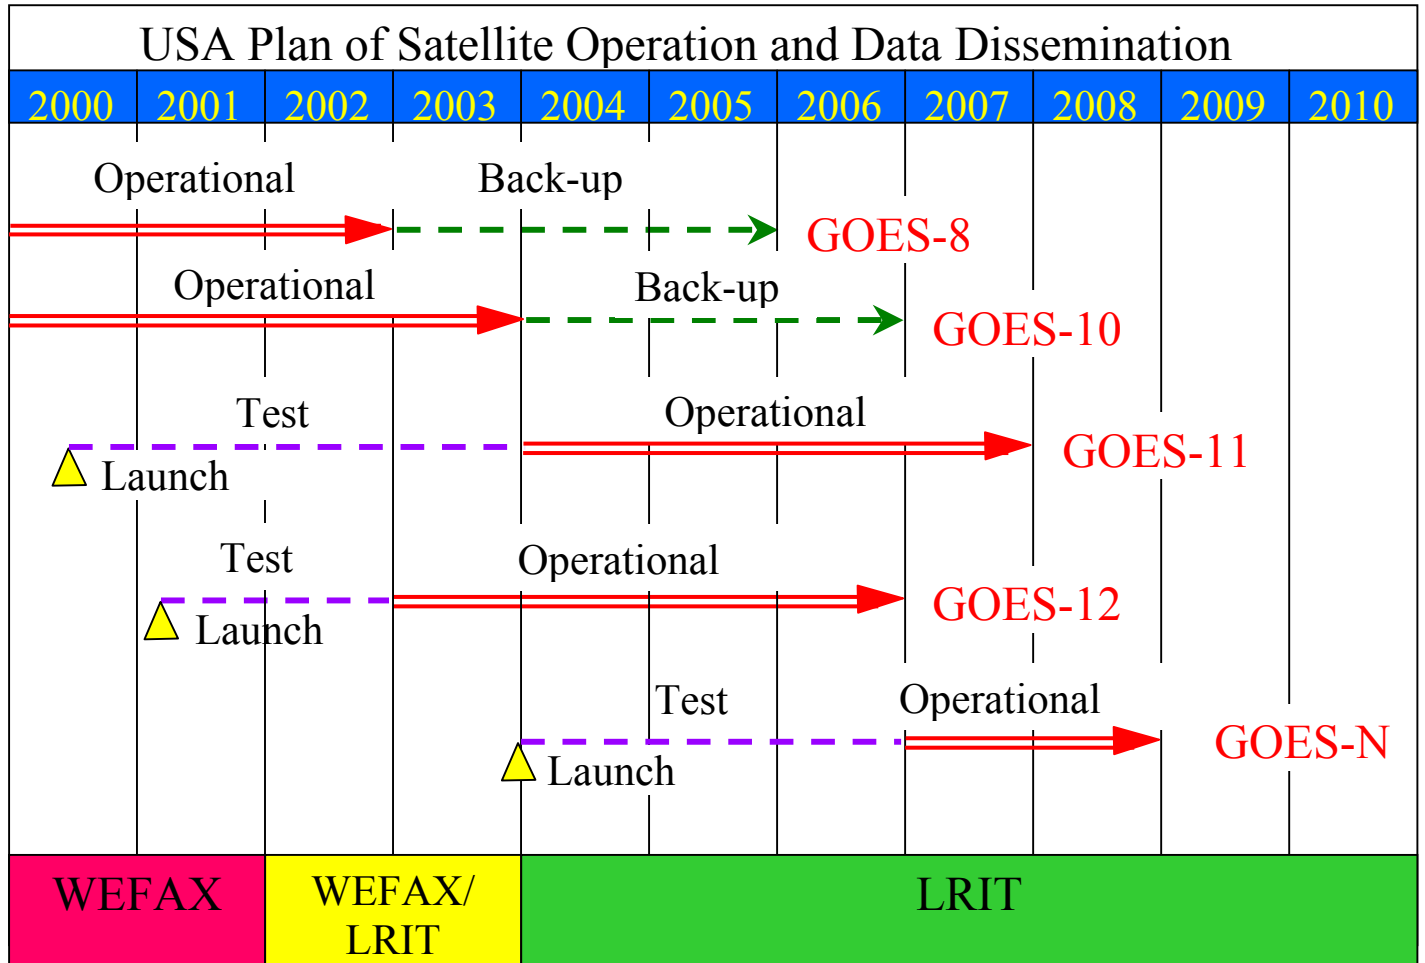 USA Plan of Satellite Operation and Data Dissemination
2000 2001 2002 2003 2004 2005 2006 2007 2008 2009 2010
Operational Back-up
GOES-8
Operational Back-up
GOES-10
Test Operational
GOES-11
Launch
Test Operational
GOES-12
Launch
Test Operational
GOES-N
Launch
WEFAX
WEFAX/
LRIT
LRIT